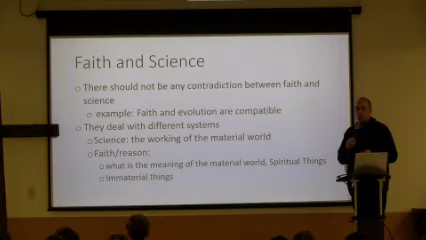 Faith and Science
There should not be any contradiction between faith and
science
example: Faith and evolution are compatible
They deal with different systems
Science: the working of the material world
Faith/reason:
what is the meaning of the material world, Spiritual Things
Immaterial things